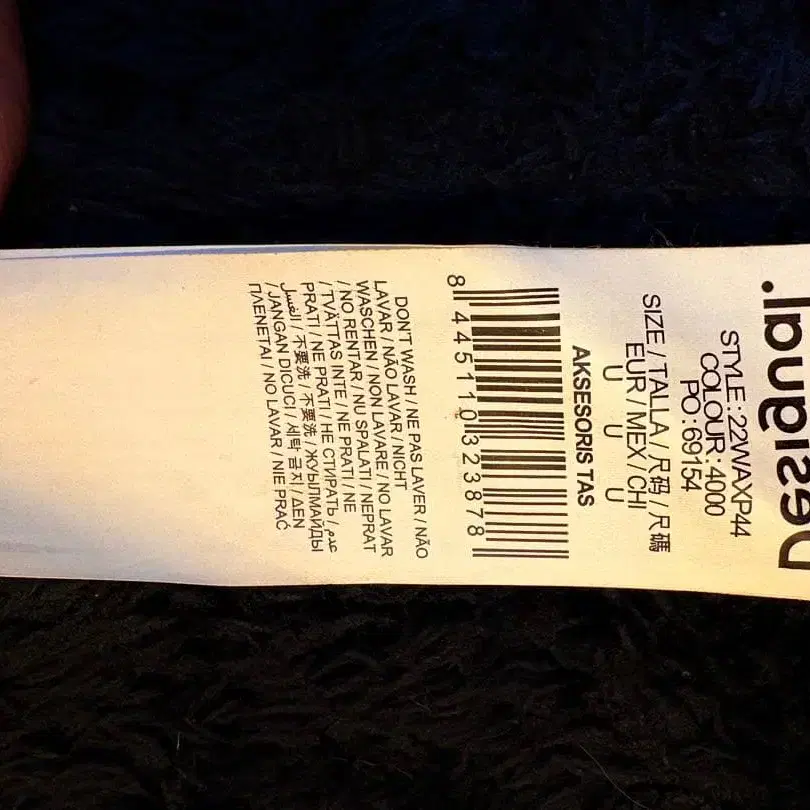 Desigual.
STYLE:22WAXP44
COLOUR:4000
PO:69154
SIZE / TALLA / 尺码 / 尺碼
U U U
EUR / MEX / CHI
AKSESORIS TAS
8 445110 323878
DON'T WASH / NE PAS LAVER / NÃO
LAVAR / NÃO LAVAR / NICHT
WASCHEN / NON LAVARE / NO LAVAR
/ NO RENTAR / NU SPALATI / NEPRAT
/ TVÄTTAS INTE / NE PRATI / NE
PRATI / NE PRATI / НЕ СТИРАТЬ / عدم
الغسل / 不要洗 / 不要洗 / ЖУЫЛМАЙДЫ
/ JANGAN DICUCI / 세탁 금지 / ΔΕΝ
ΠΛΕΝΕΤΑΙ / NO LAVAR / NIE PRAĆ